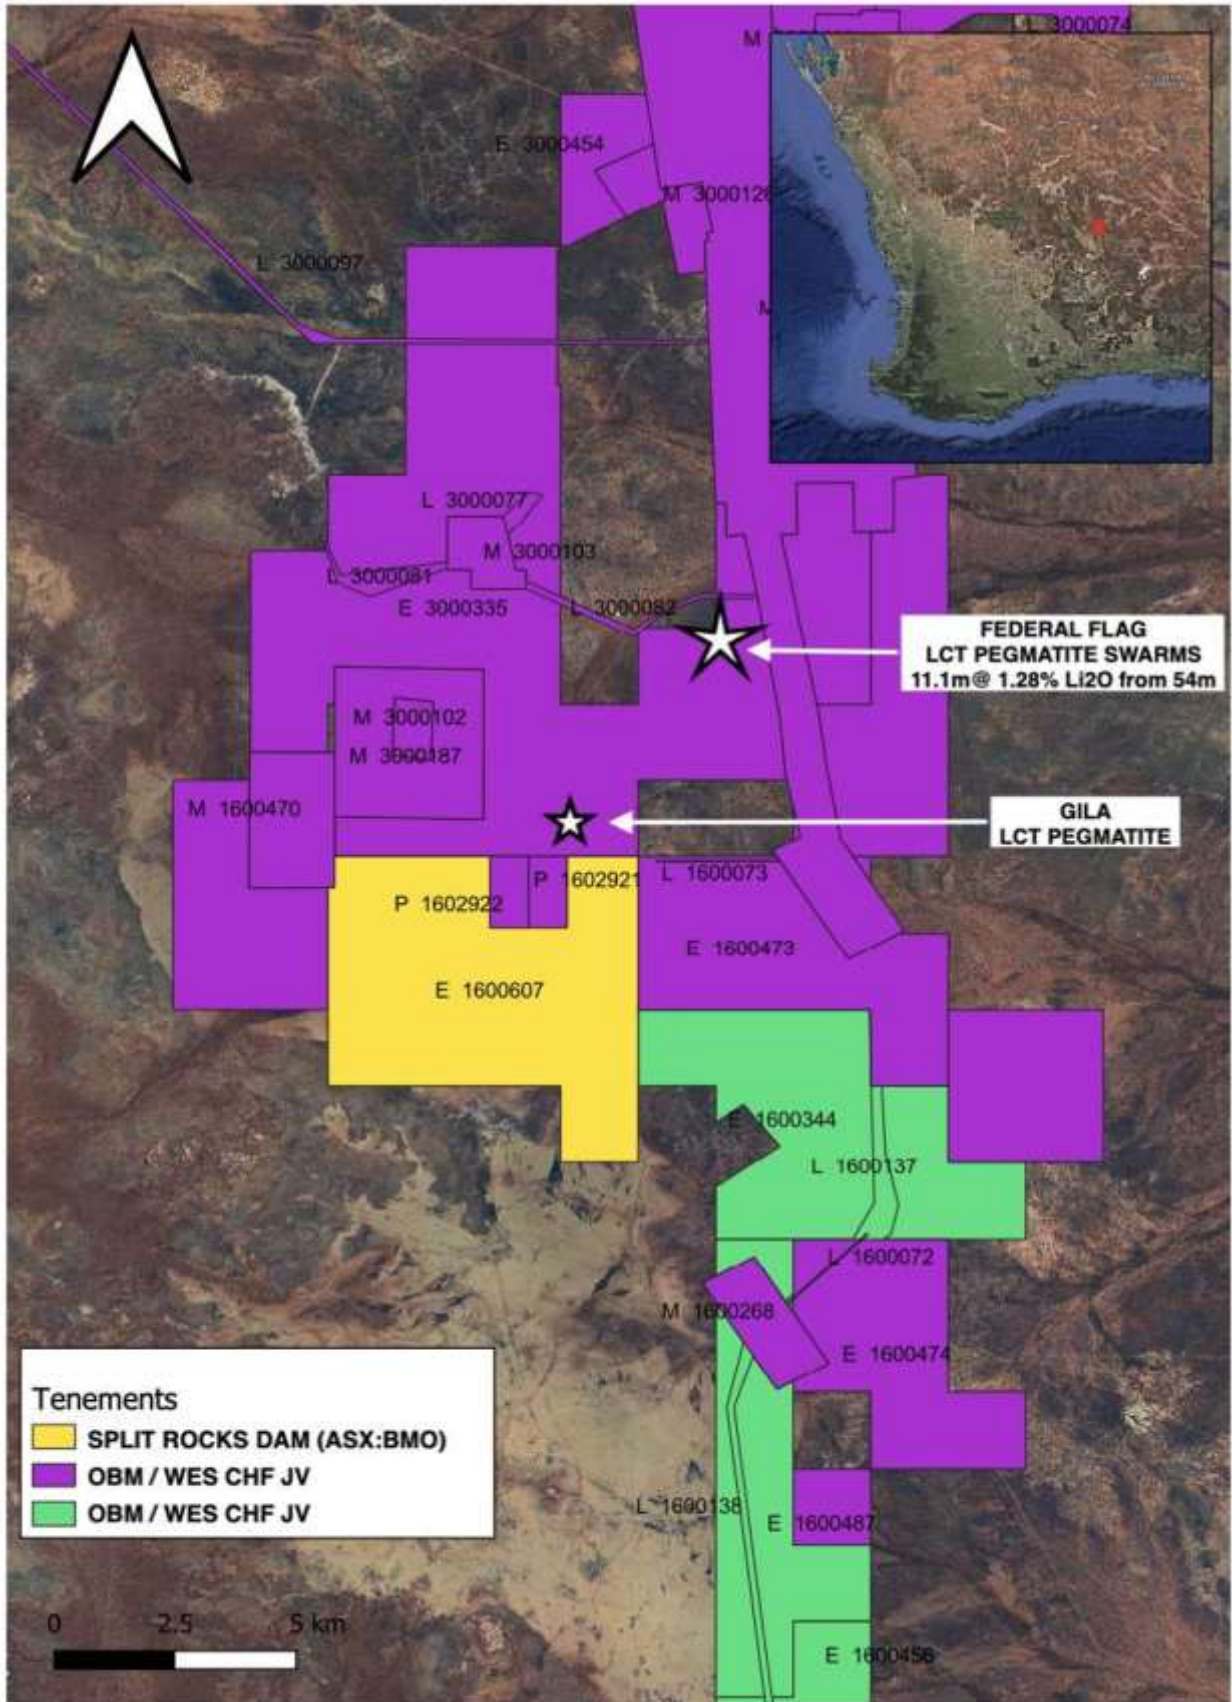 L 3000074
M
E 3000454
M 3000126
L 3000097
L 3000077
M 3000103
L 3000081
E 3000335
L 3000082
FEDERAL FLAG
LCT PEGMATITE SWARMS
11.1m@ 1.28% Li2O from 54m
M 3000102
M 3000187
M 1600470
GILA
LCT PEGMATITE
P 1602921
L 1600073
P 1602922
E 1600473
E 1600607
E 1600344
L 1600137
L 1600072
M 1600268
E 1600474
Tenements
SPLIT ROCKS DAM (ASX:BMO)
OBM / WES CHF JV
OBM / WES CHF JV
L 1600138
E 1600487
0 2.5 5 km
E 1600456